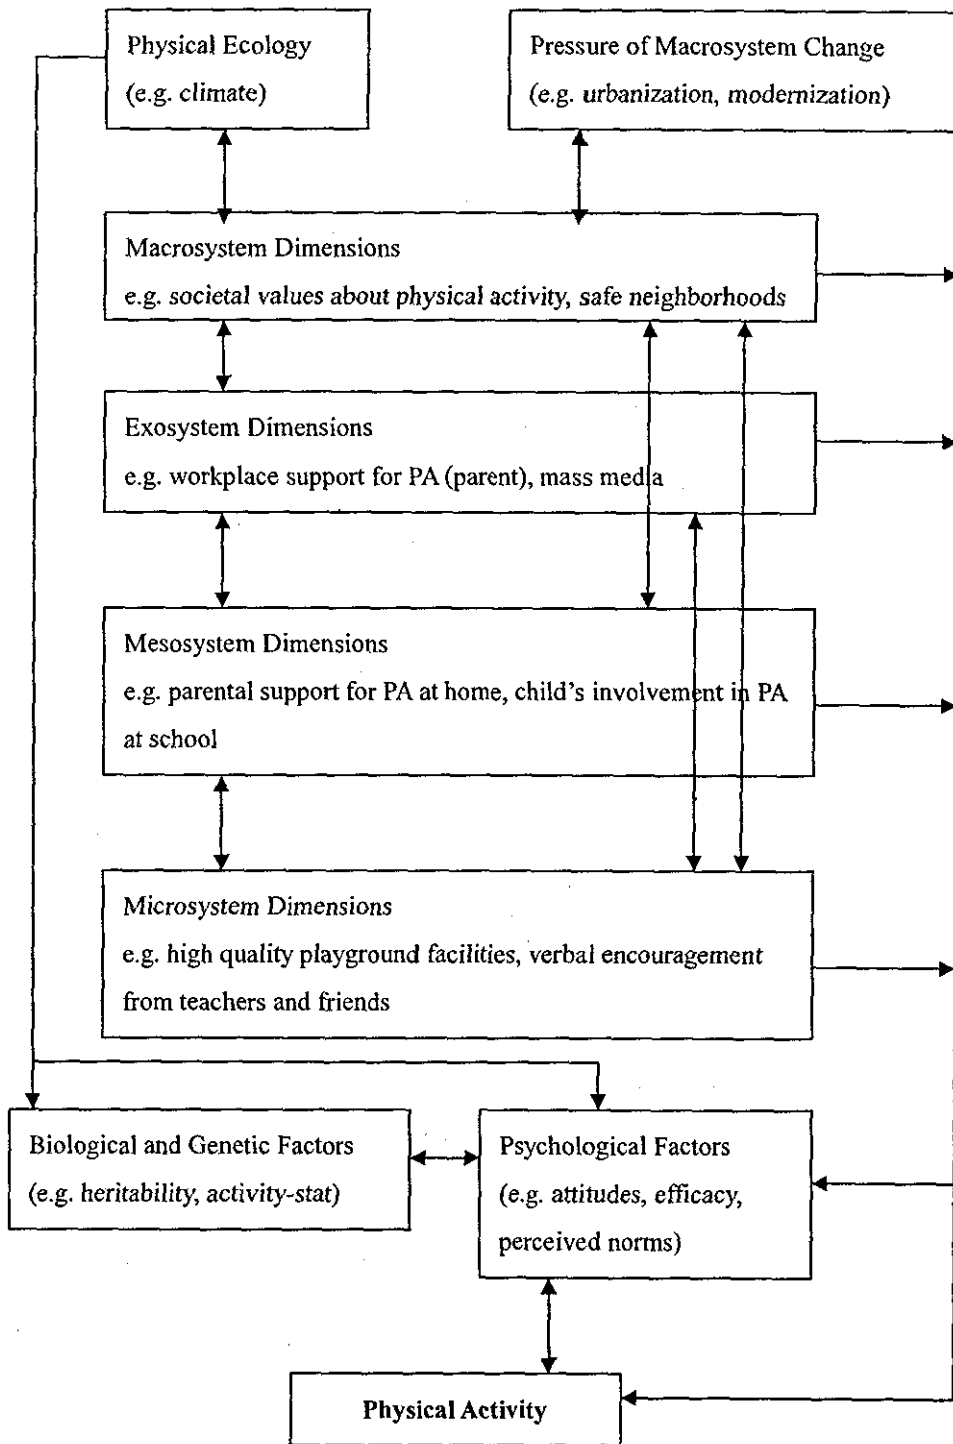 Physical Ecology
(e.g. climate)
Pressure of Macrosystem Change
(e.g. urbanization, modernization)
Macrosystem Dimensions
e.g. societal values about physical activity, safe neighborhoods
Exosystem Dimensions
e.g. workplace support for PA (parent), mass media
Mesosystem Dimensions
e.g. parental support for PA at home, child's involvement in PA
at school
Microsystem Dimensions
e.g. high quality playground facilities, verbal encouragement
from teachers and friends
Biological and Genetic Factors
(e.g. heritability, activity-stat)
Psychological Factors
(e.g. attitudes, efficacy,
perceived norms)
Physical Activity